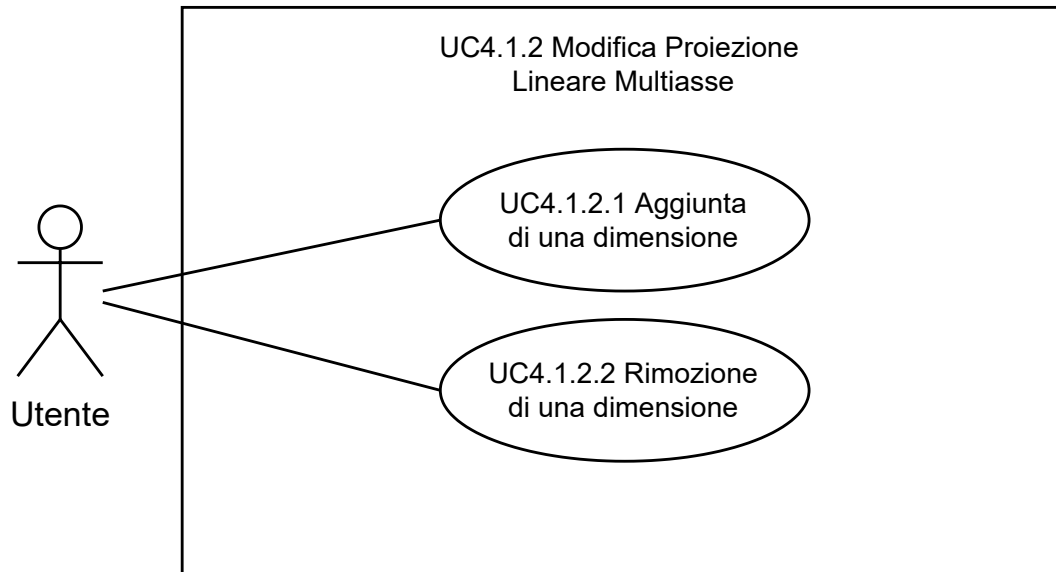 UC4.1.2 Modifica Proiezione
Lineare Multiasse
UC4.1.2.1 Aggiunta
di una dimensione
UC4.1.2.2 Rimozione
di una dimensione
Utente